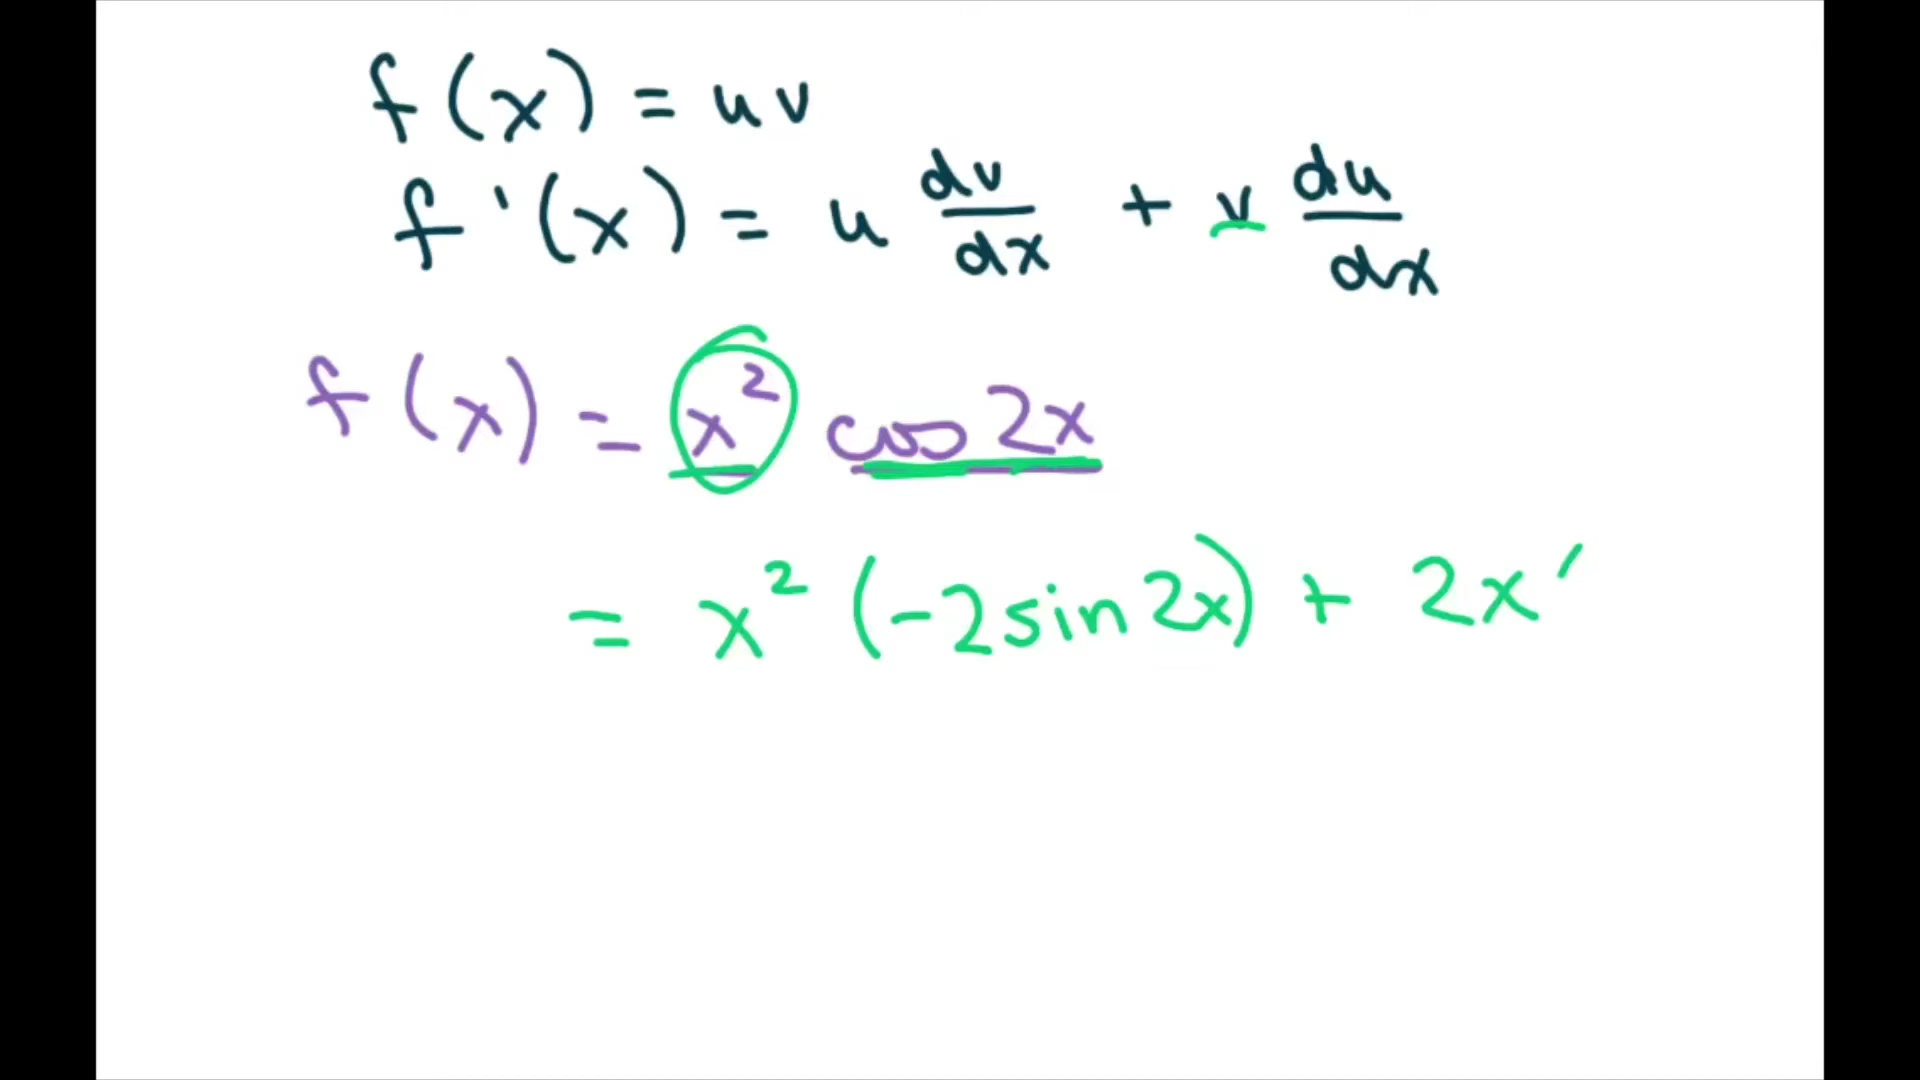 f(x) = uv
f'(x) = u dv/dx + v du/dx
f(x) = x² cos 2x
= x² (-2sin 2x) + 2x